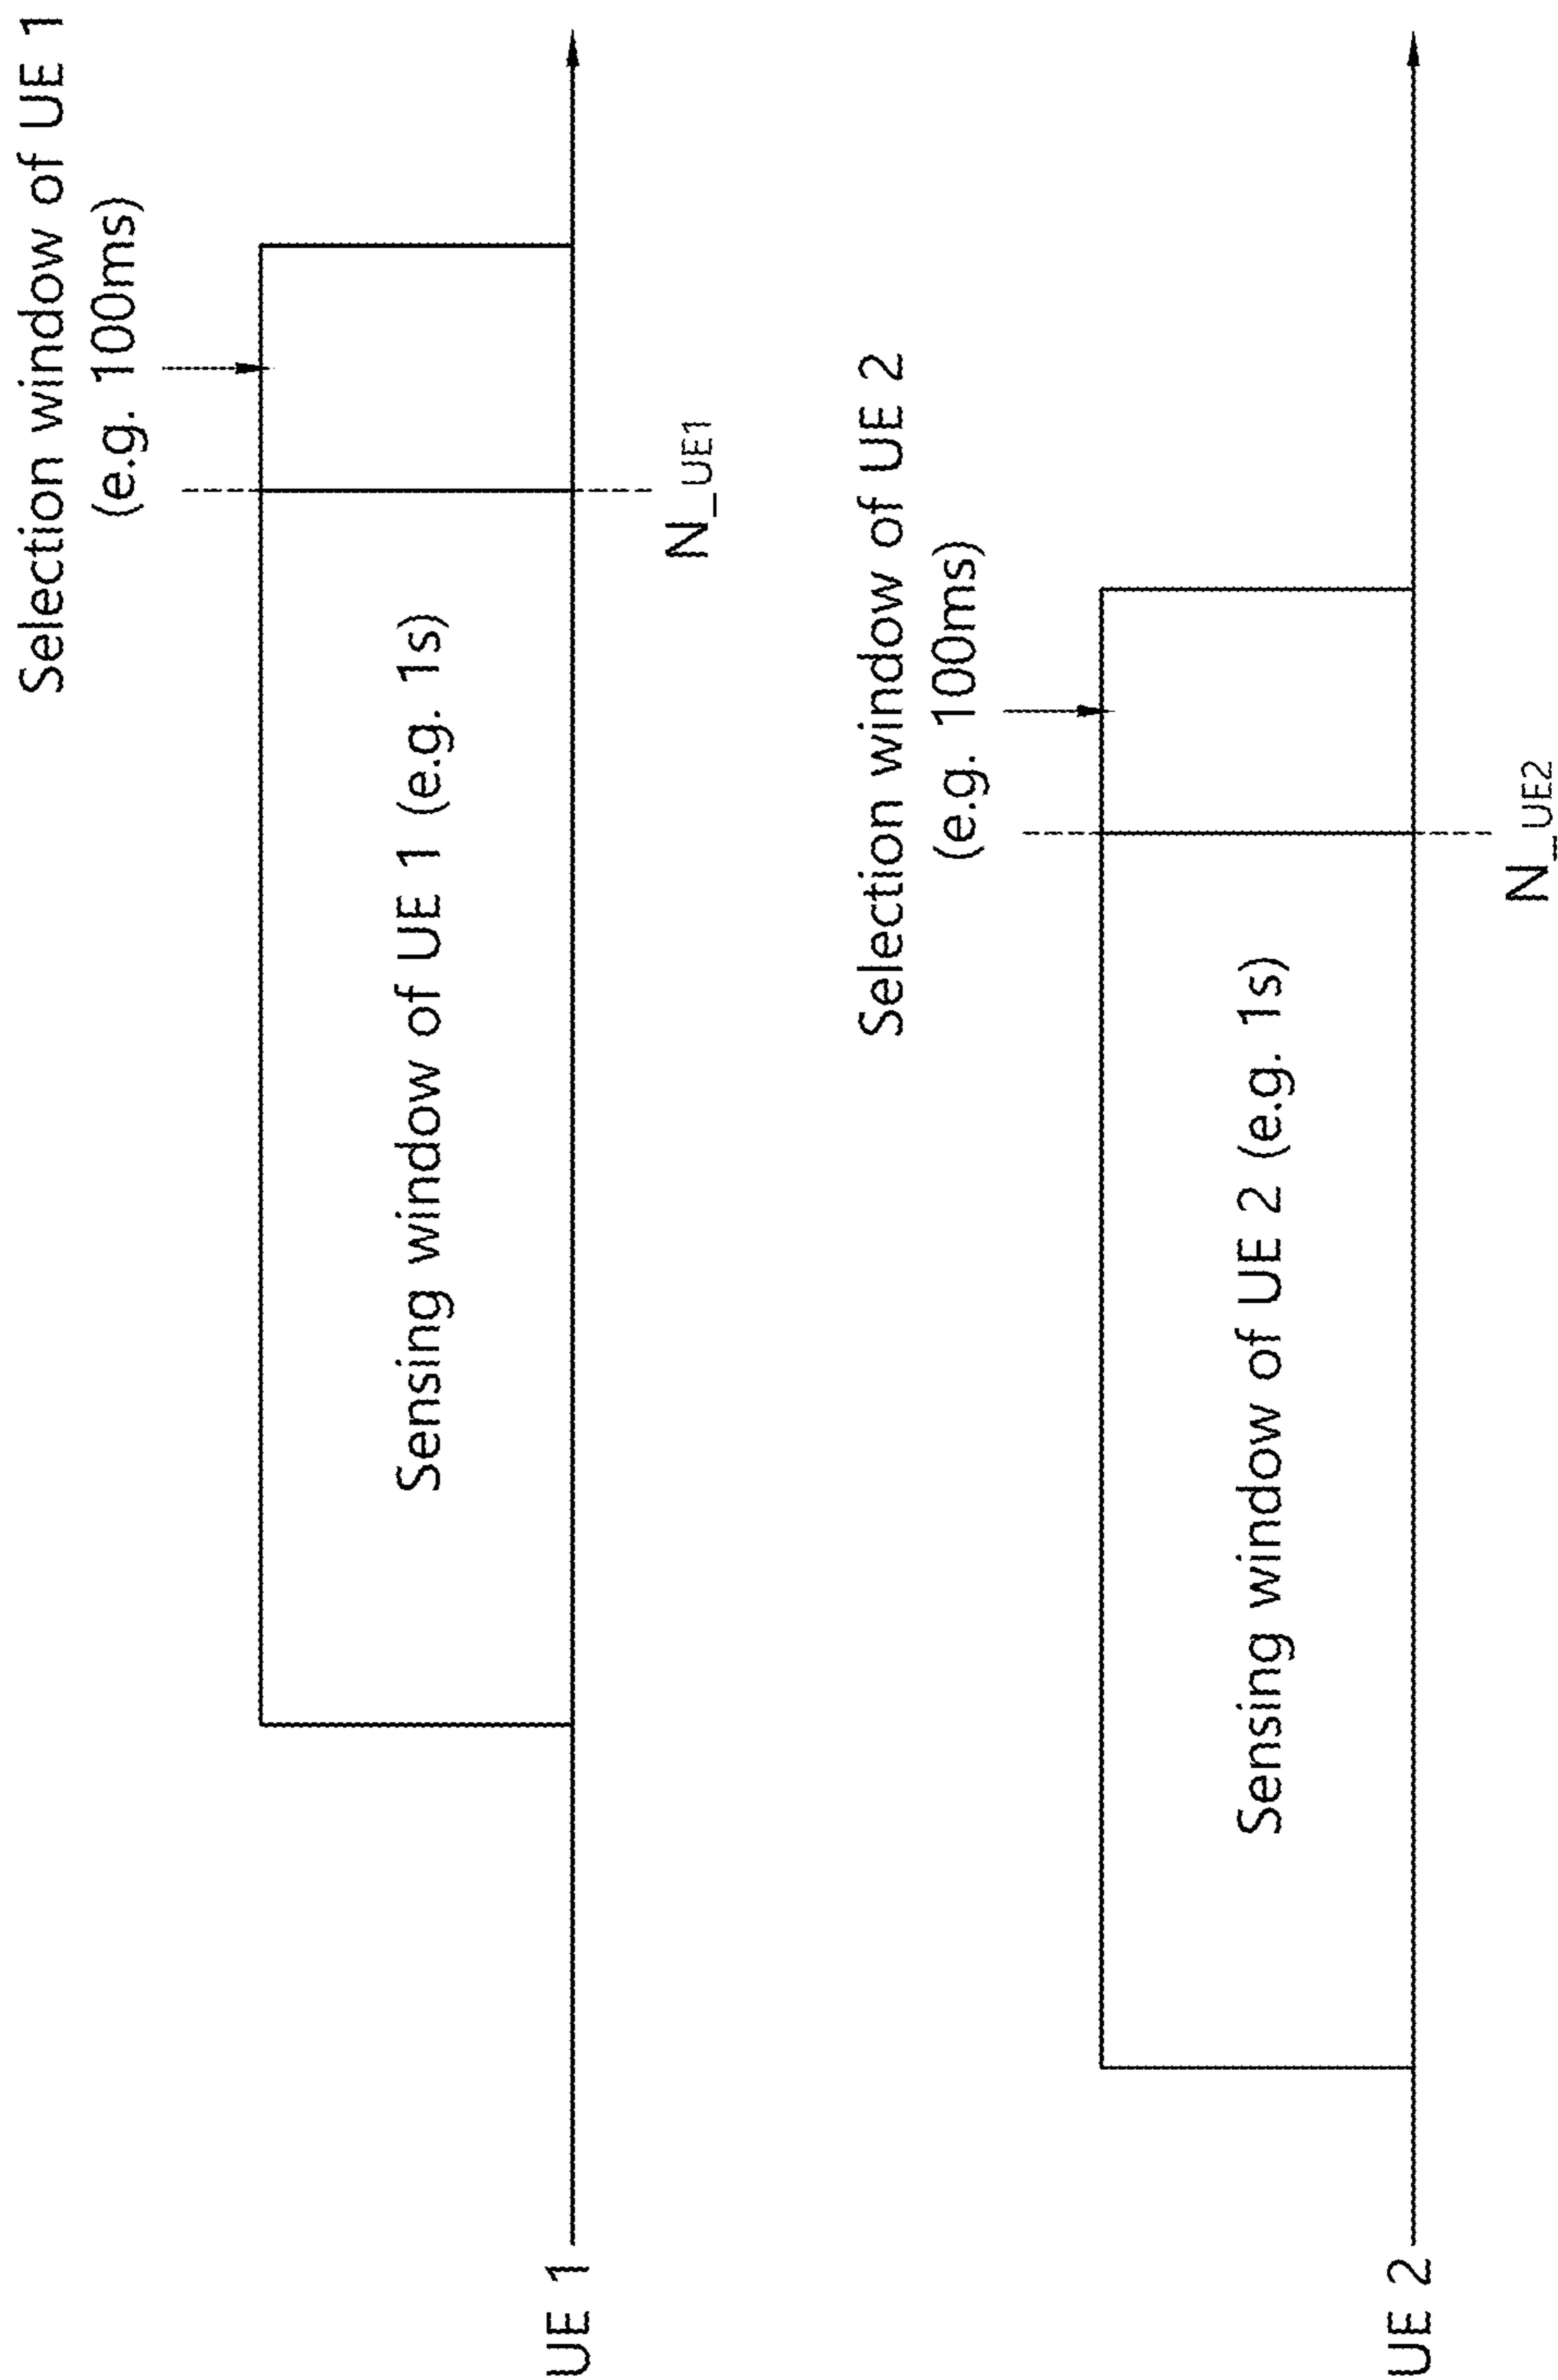 Selection window of UE 1
(e.g. 100ms)
Sensing window of UE 1 (e.g. 1s)
UE 1
N_UE1
Selection window of UE 2
(e.g. 100ms)
Sensing window of UE 2 (e.g. 1s)
UE 2
N_UE2